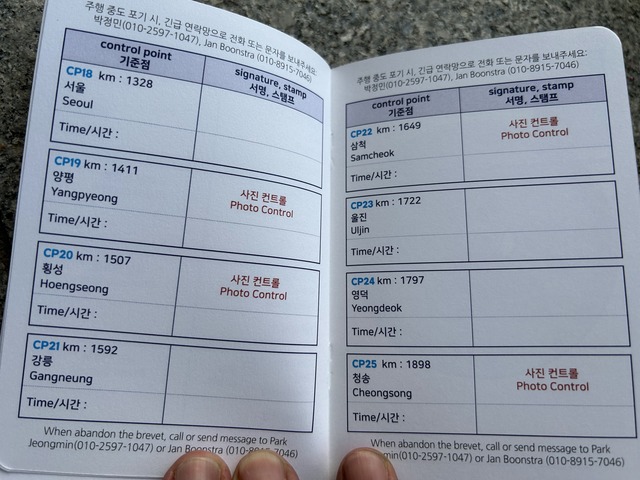 주행 중도 포기 시, 긴급 연락망으로 전화 또는 문자를 보내주세요:
박정민(010-2597-1047), Jan Boonstra (010-8915-7046)
control point
기준점
signature, stamp
서명, 스탬프
CP18 km : 1328
서울
Seoul
Time/시간 :
CP19 km : 1411
양평
Yangpyeong
사진 컨트롤
Photo Control
Time/시간 :
CP20 km : 1507
횡성
Hoengseong
사진 컨트롤
Photo Control
Time/시간 :
CP21 km : 1592
강릉
Gangneung
Time/시간 :
When abandon the brevet, call or send message to Park
Jeongmin(010-2597-1047) or Jan Boonstra (010-8915-7046)
주행 중도 포기 시, 긴급 연락망으로 전화 또는 문자를 보내주세요:
박정민(010-2597-1047), Jan Boonstra (010-8915-7046)
control point
기준점
signature, stamp
서명, 스탬프
CP22 km : 1649
삼척
Samcheok
사진 컨트롤
Photo Control
Time/시간 :
CP23 km : 1722
울진
Uljin
Time/시간 :
CP24 km : 1797
영덕
Yeongdeok
Time/시간 :
CP25 km : 1898
청송
Cheongsong
사진 컨트롤
Photo Control
Time/시간 :
When abandon the brevet, call or send message to Park
min(010-2597-1047) or Jan Boonstra (010-8915-7046)